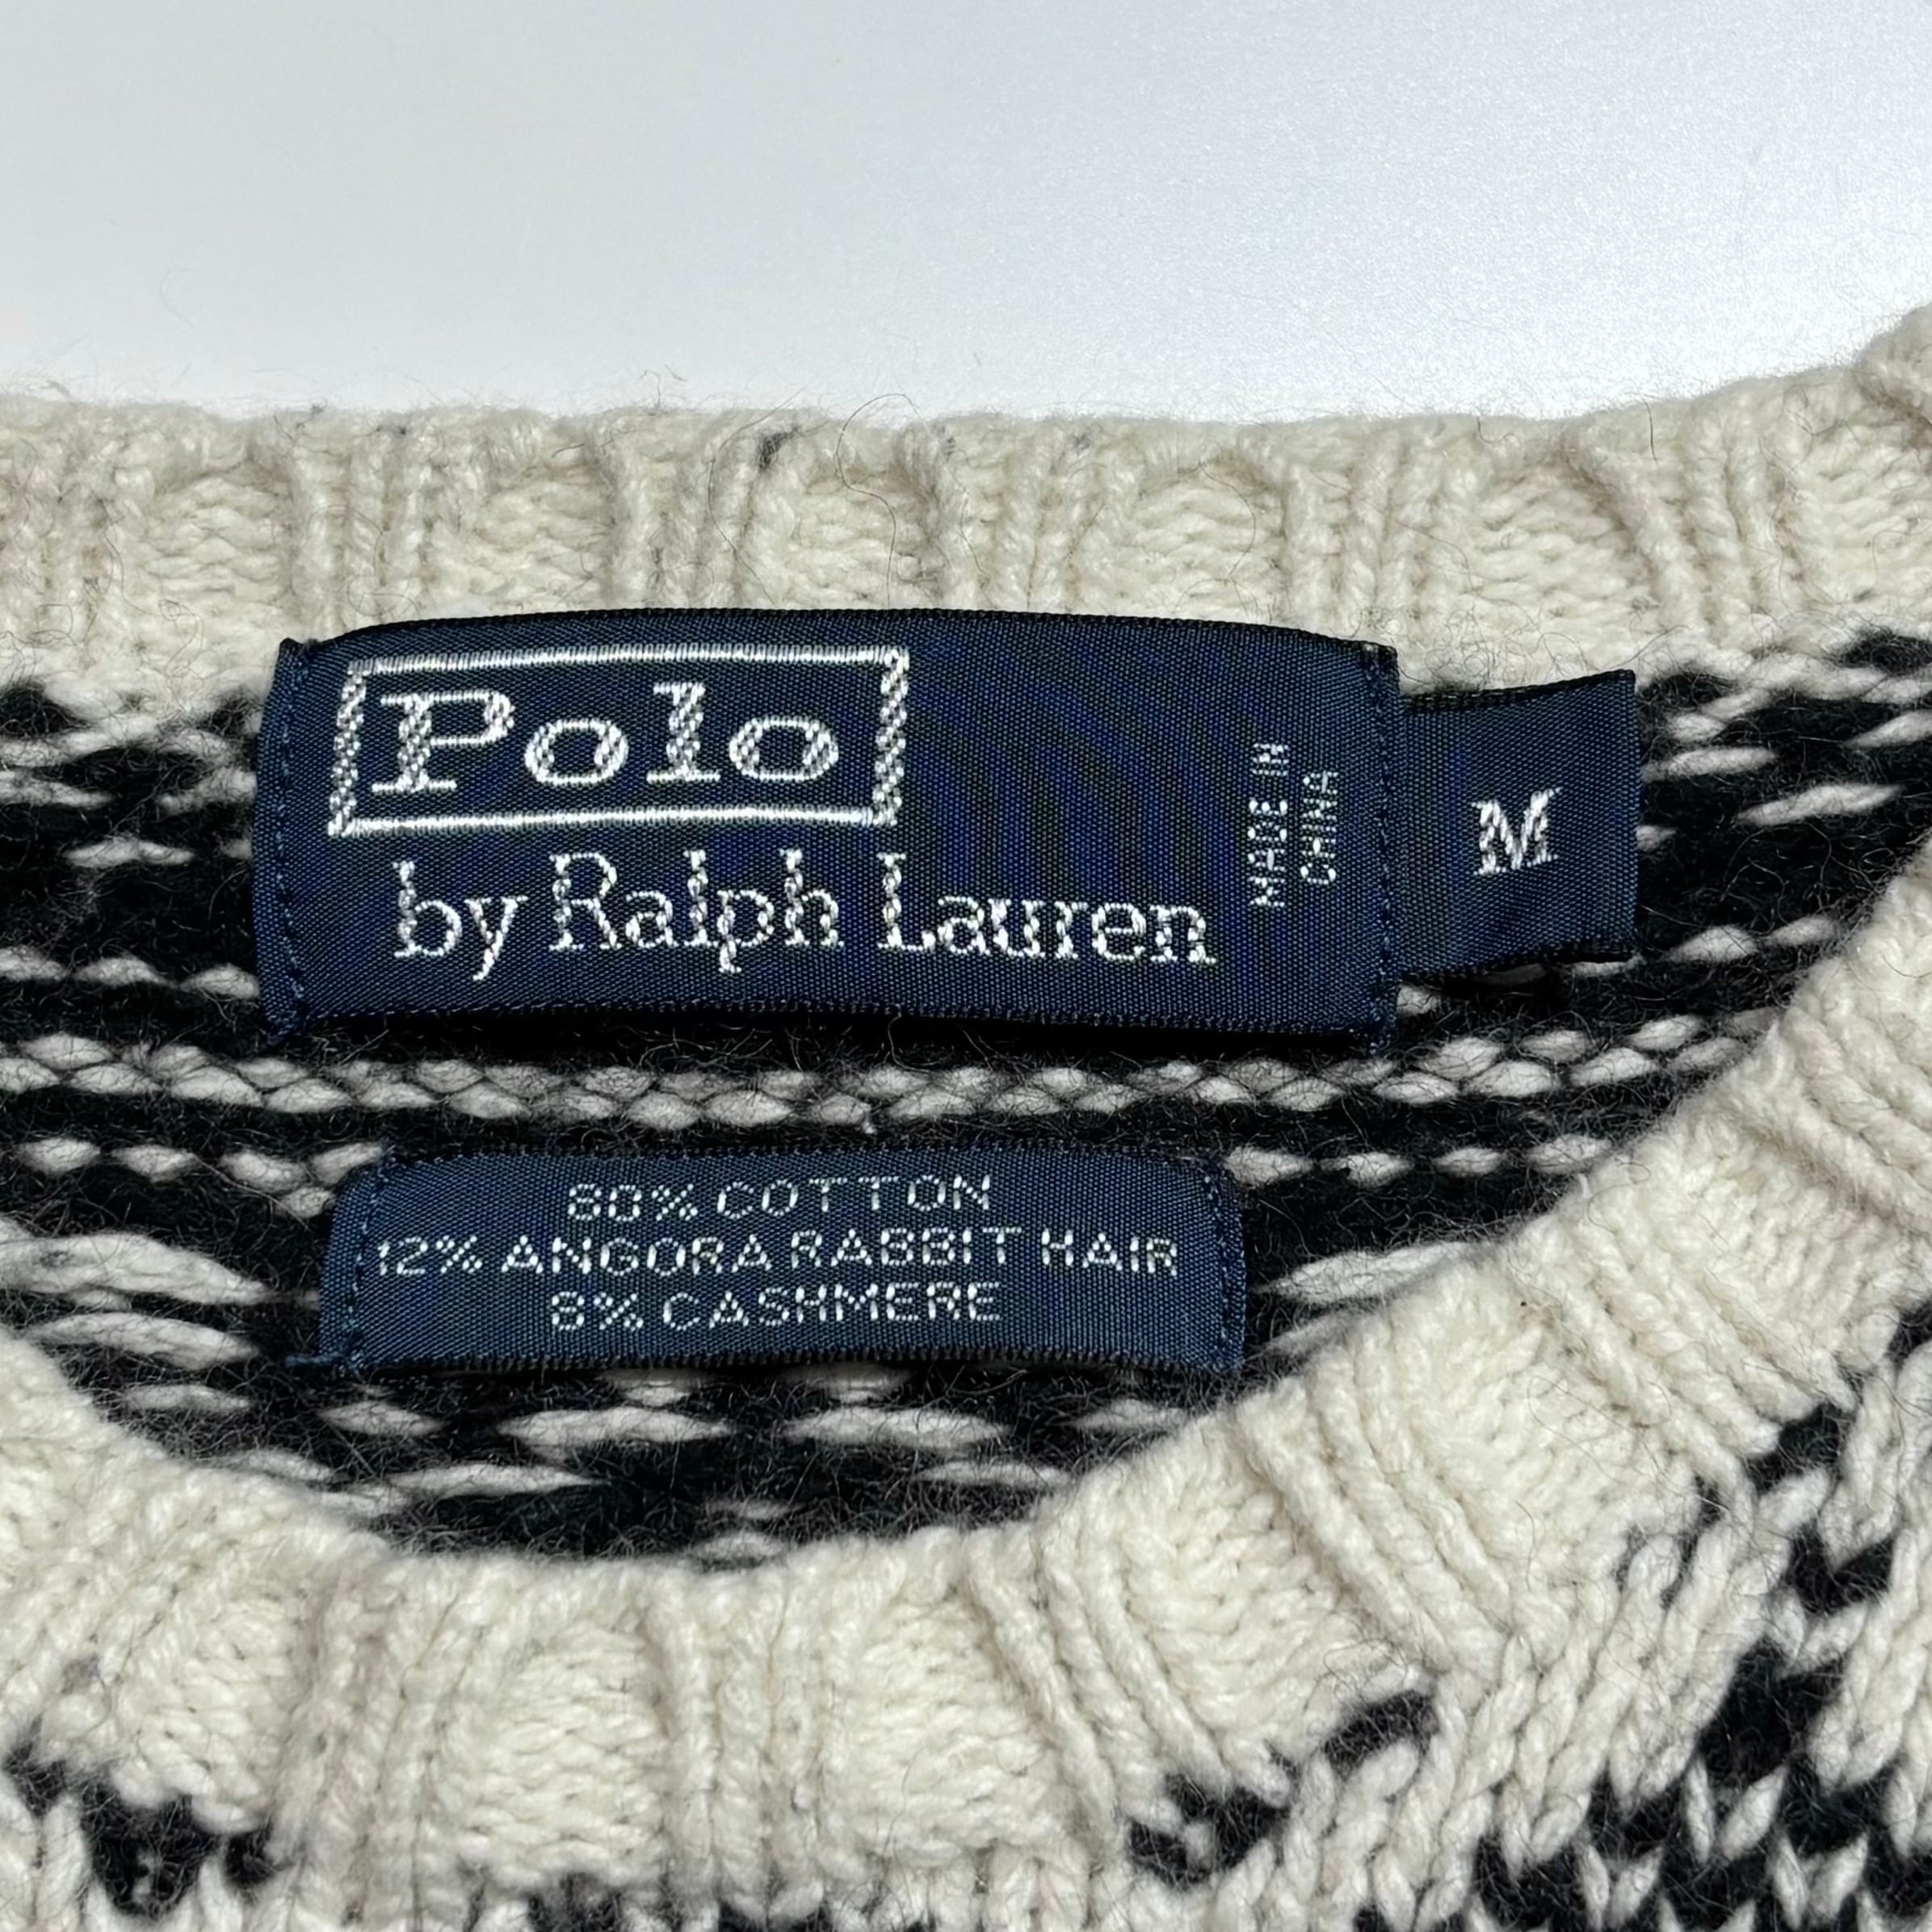 Polo
by Ralph Lauren
MADE IN
CHINA
M
80% COTTON
12% ANGORA RABBIT HAIR
8% CASHMERE